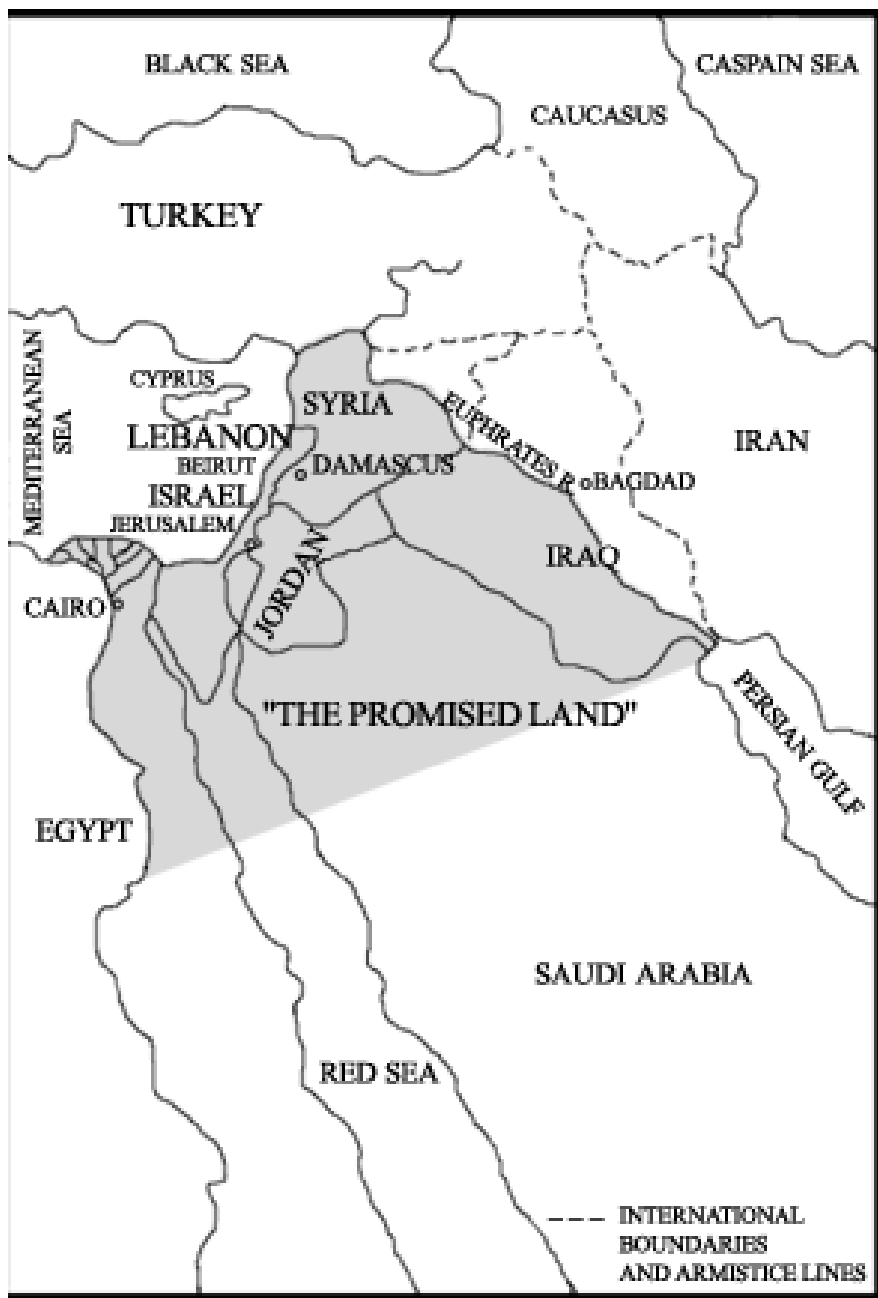 BLACK SEA
CASPAIN SEA
CAUCASUS
TURKEY
MEDITERRANEAN
SEA
CYPRUS
SYRIA
LEBANON
EUPHRATES R
IRAN
BEIRUT
DAMASCUS
BAGDAD
ISRAEL
JERUSALEM
JORDAN
IRAQ
CAIRO
"THE PROMISED LAND"
PERSIAN GULF
EGYPT
SAUDI ARABIA
RED SEA
INTERNATIONAL
BOUNDARIES
AND ARMISTICE LINES